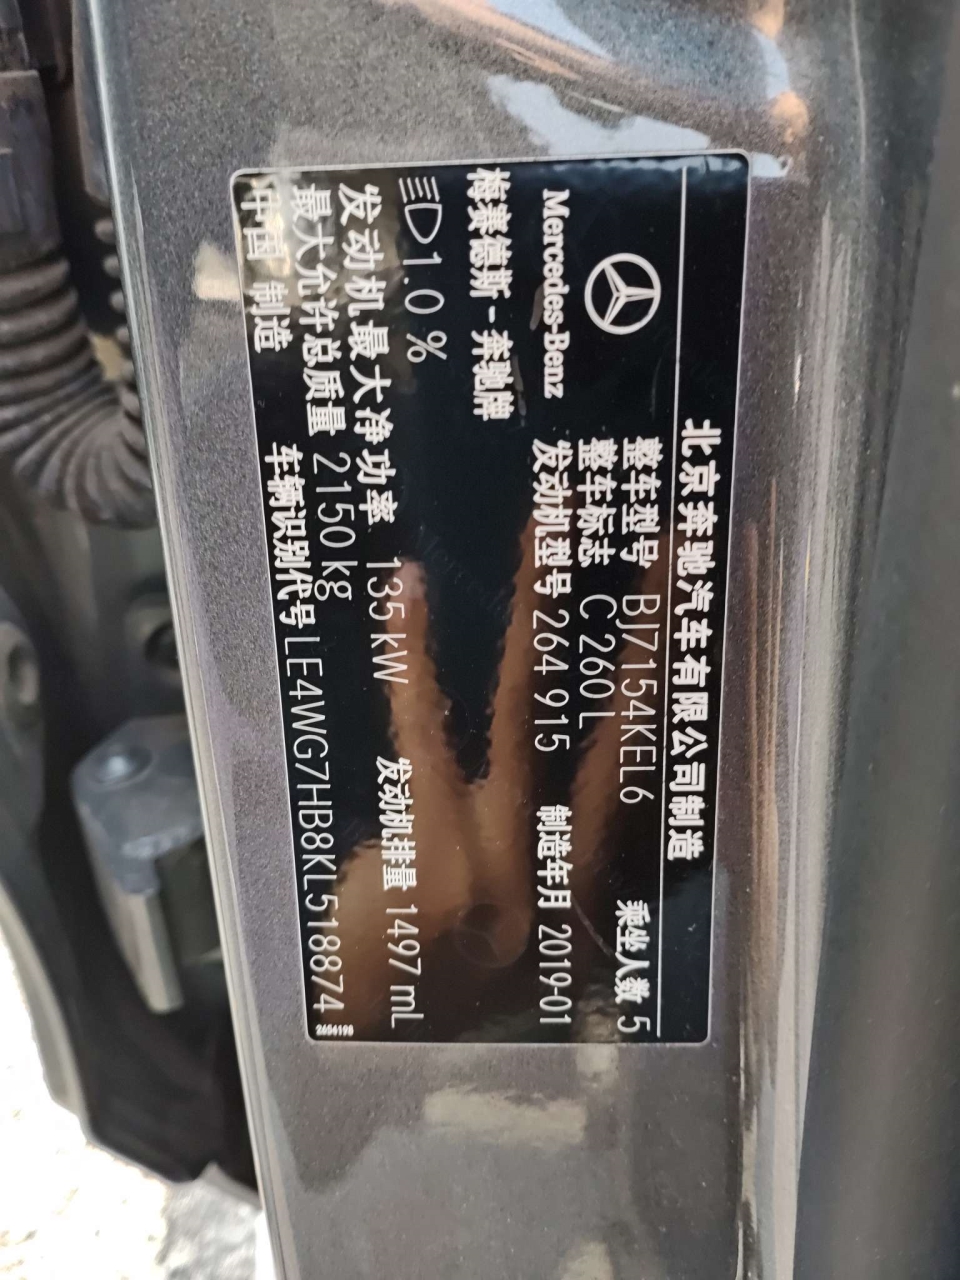 北京奔驰汽车有限公司制造
Mercedes-Benz
梅赛德斯-奔驰牌
整车型号 BJ7154KEL6
乘坐人数 5
整车标志 C 260 L
发动机型号 264 915
制造年月 2019-01
1.0 %
发动机最大净功率 135 kW
发动机排量 1497 mL
最大允许总质量 2150 kg
中国 制造
车辆识别代号 LE4WG7HB8KL518874
2654198